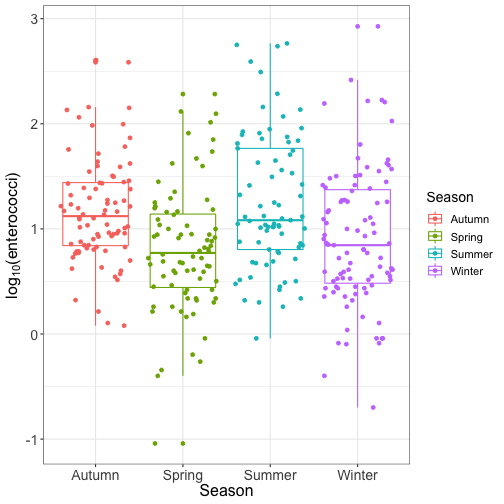 3
2
1
0
-1
log10(enterococci)
Autumn Spring Summer Winter
Season
Season
Autumn
Spring
Summer
Winter